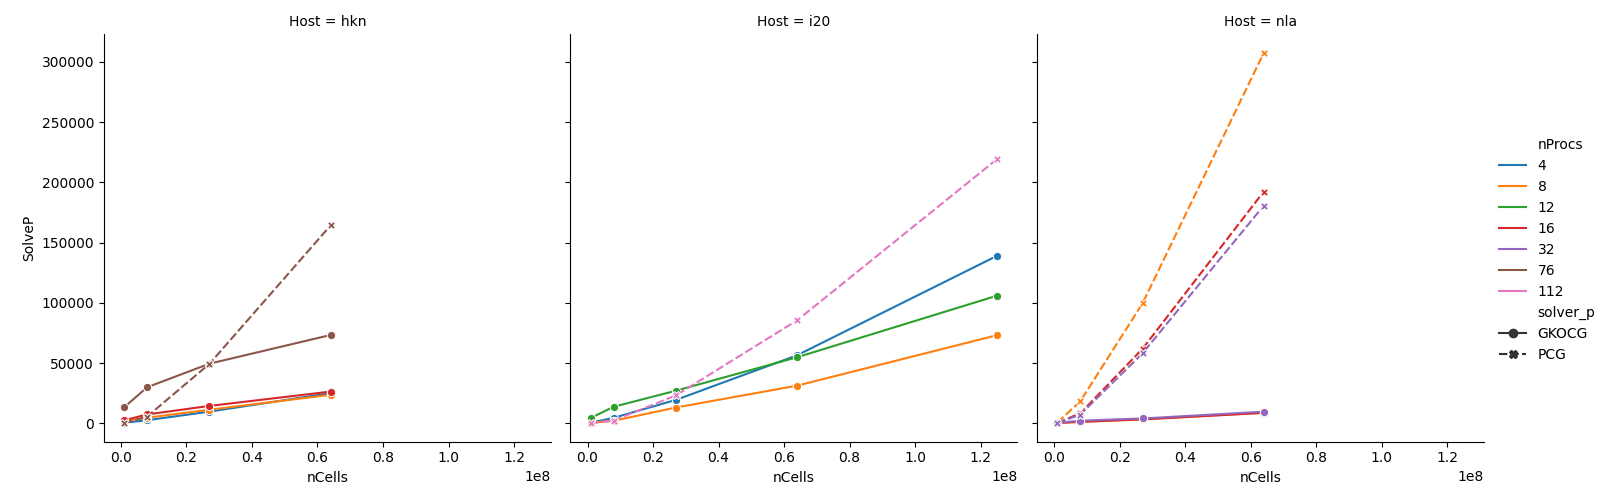 Host = hkn
Host = i20
Host = nla
300000
250000
200000
150000
100000
50000
0
SolveP
0.0 0.2 0.4 0.6 0.8 1.0 1.2
1e8
nCells
0.0 0.2 0.4 0.6 0.8 1.0 1.2
1e8
nCells
0.0 0.2 0.4 0.6 0.8 1.0 1.2
1e8
nCells
nProcs
4
8
12
16
32
76
112
solver_p
GKOCG
PCG